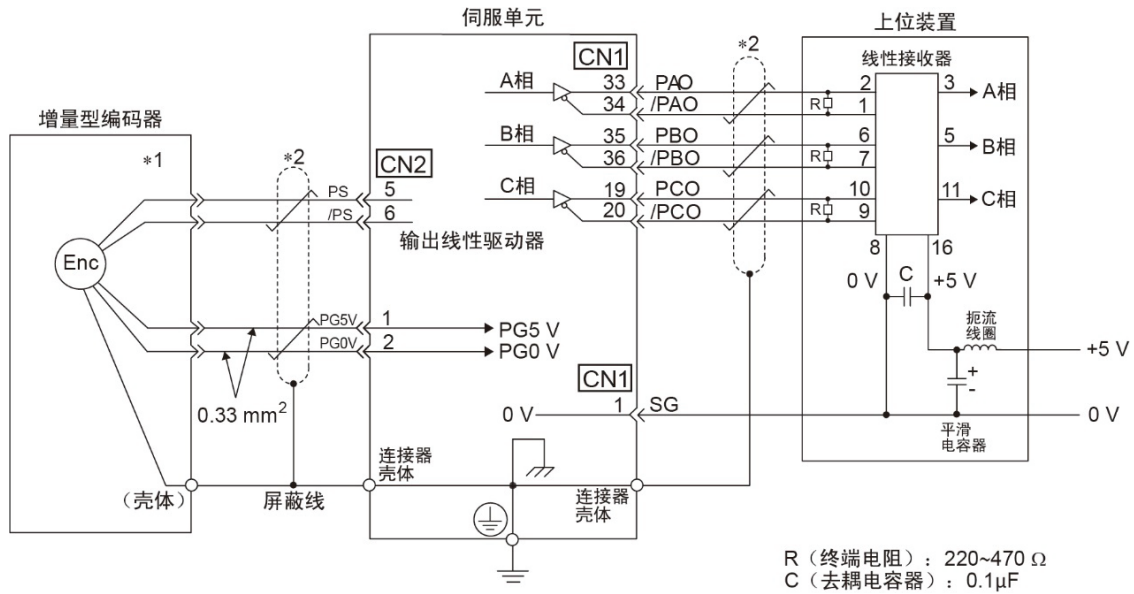 伺服单元
上位装置
增量型编码器
*1
*2
CN2
PS 5
/PS 6
Enc
输出线性驱动器
PG5V 1
PG0V 2
PG5 V
PG0 V
0.33 mm²
CN1
A相 33 PAO
34 /PAO
B相 35 PBO
36 /PBO
C相 19 PCO
20 /PCO
*2
线性接收器
R 2 3 A相
1
R 6 5 B相
7
R 10 11 C相
9
8 16
0 V C +5 V
扼流
线圈
+5 V
+
-
CN1
0 V 1 SG
0 V
平滑
电容器
连接器
壳体
(壳体)
屏蔽线
连接器
壳体
R（终端电阻）：220~470 Ω
C（去耦电容器）：0.1μF